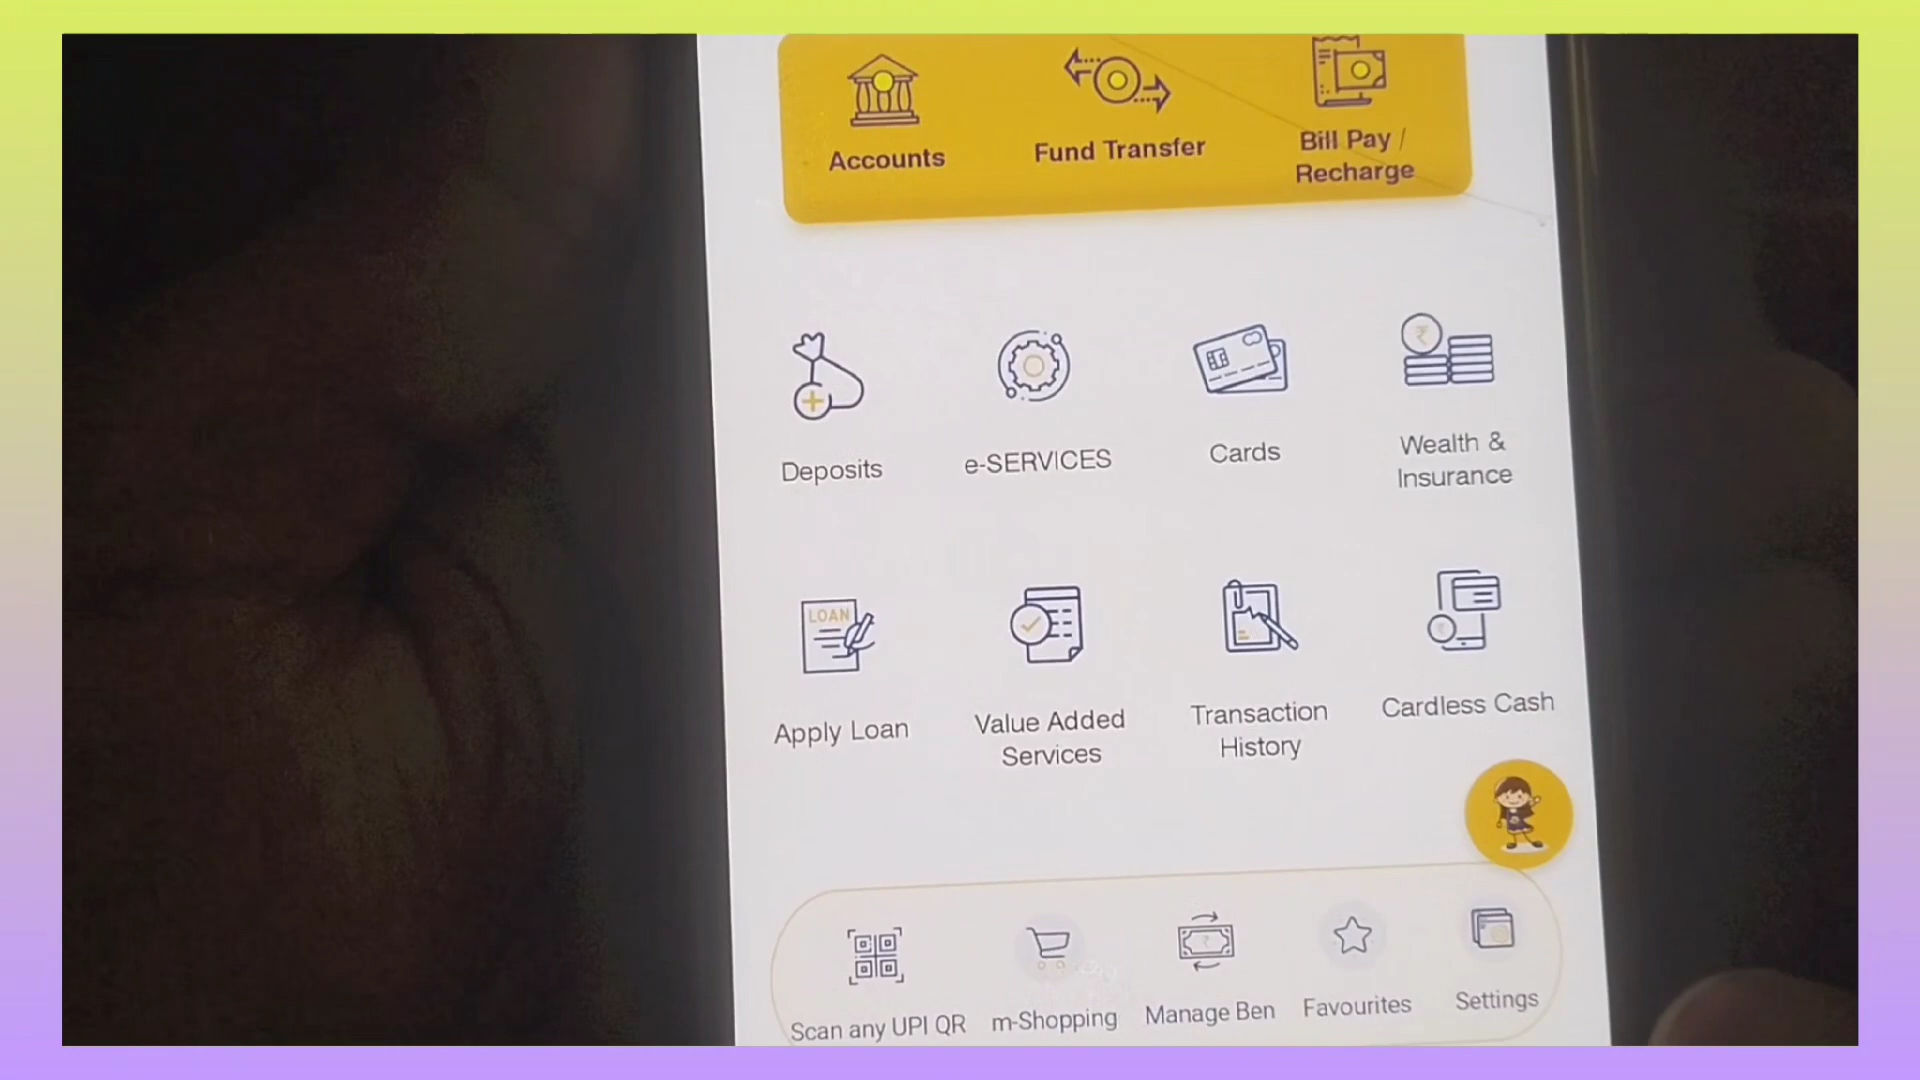 Accounts
Fund Transfer
Bill Pay /
Recharge
Deposits
e-SERVICES
Cards
Wealth &
Insurance
LOAN
Apply Loan
Value Added
Services
Transaction
History
Cardless Cash
Scan any UPI QR
m-Shopping
Manage Ben
Favourites
Settings